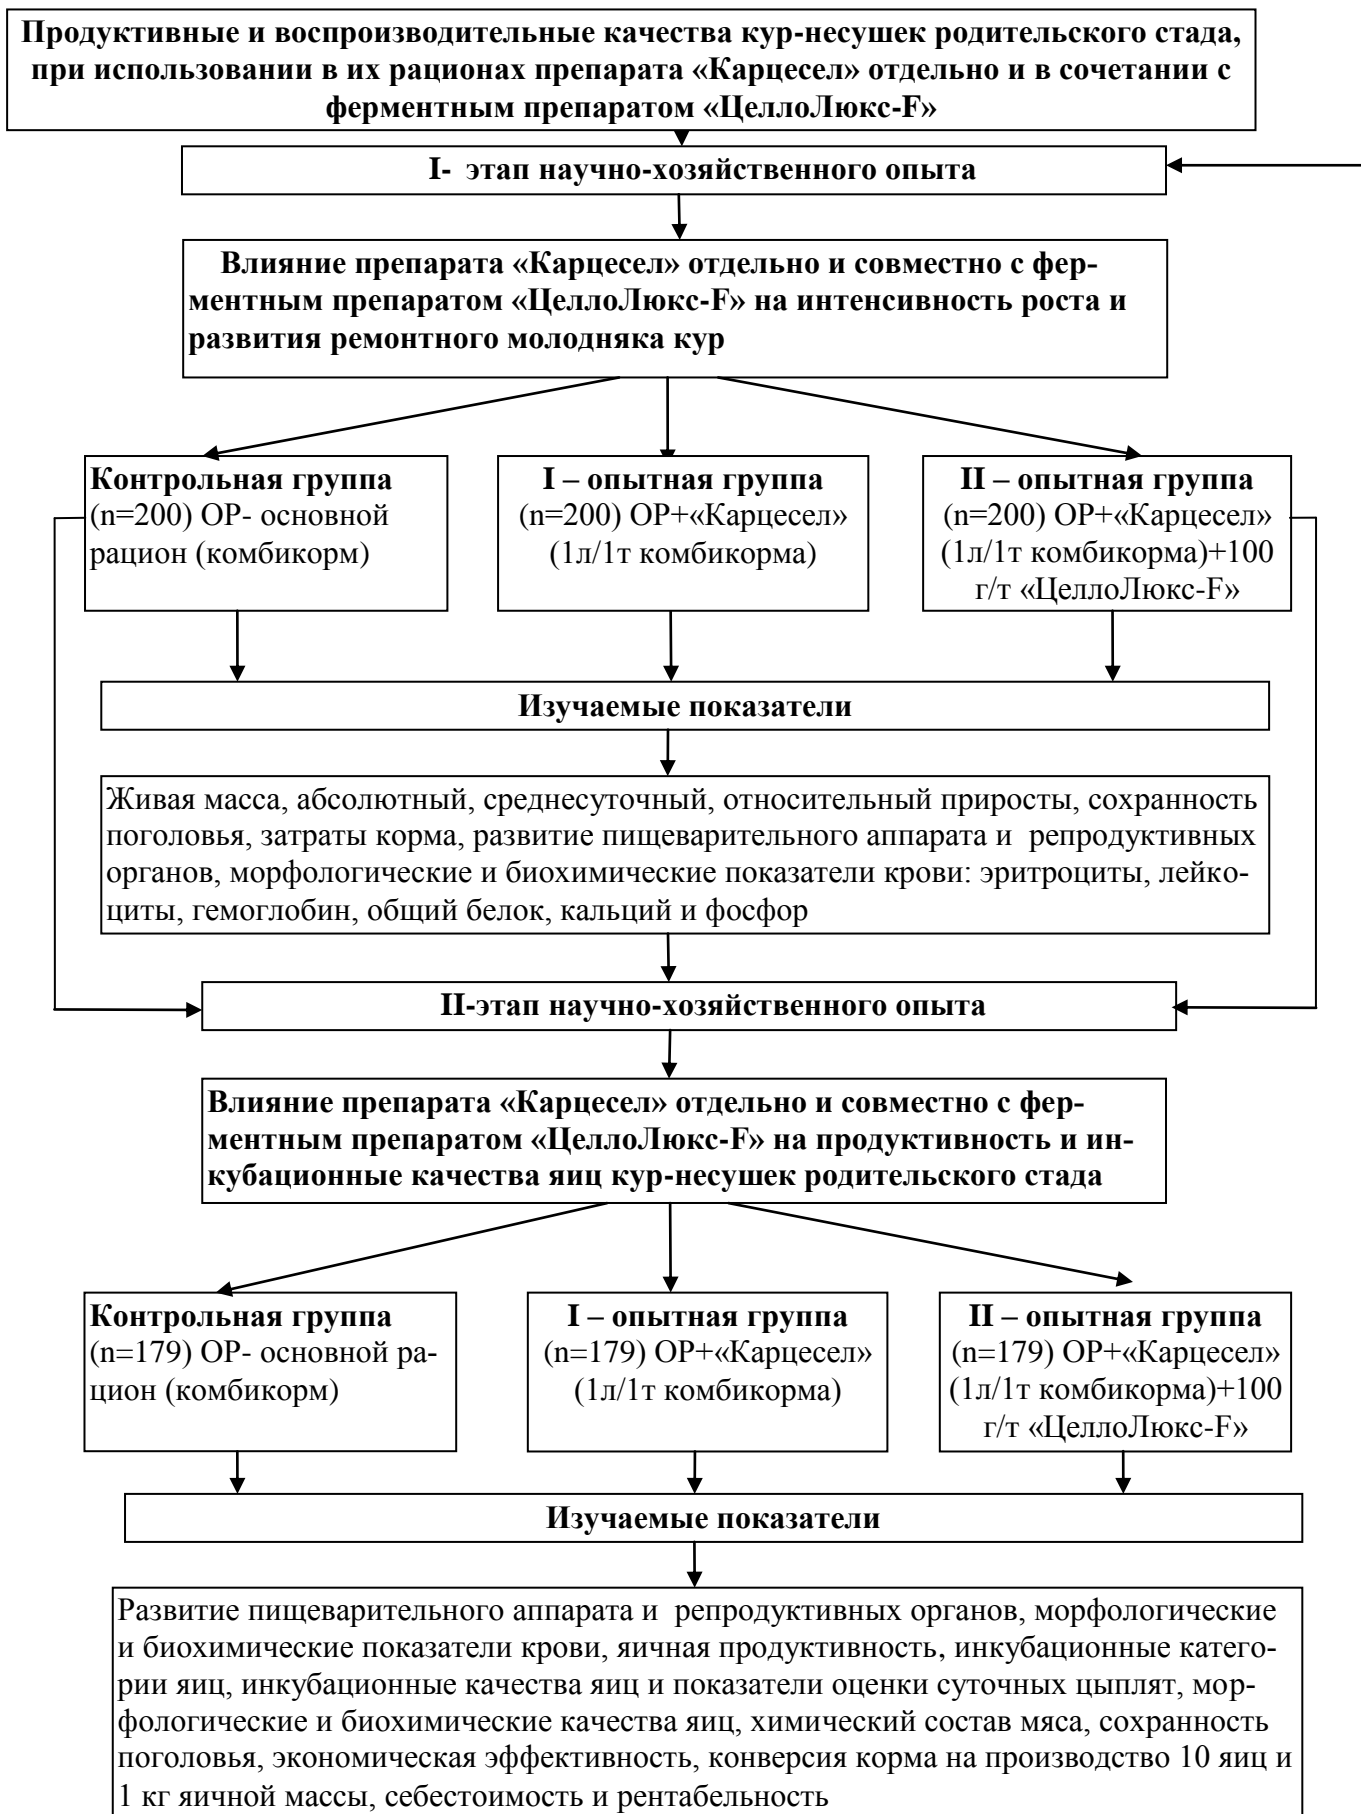 Продуктивные и воспроизводительные качества кур-несушек родительского стада,
при использовании в их рационах препарата «Карцесел» отдельно и в сочетании с
ферментным препаратом «ЦеллоЛюкс-F»
I- этап научно-хозяйственного опыта
Влияние препарата «Карцесел» отдельно и совместно с фер-
ментным препаратом «ЦеллоЛюкс-F» на интенсивность роста и
развития ремонтного молодняка кур
Контрольная группа
(n=200) ОР- основной
рацион (комбикорм)
I – опытная группа
(n=200) ОР+«Карцесел»
(1л/1т комбикорма)
II – опытная группа
(n=200) ОР+«Карцесел»
(1л/1т комбикорма)+100
г/т «ЦеллоЛюкс-F»
Изучаемые показатели
Живая масса, абсолютный, среднесуточный, относительный приросты, сохранность
поголовья, затраты корма, развитие пищеварительного аппарата и репродуктивных
органов, морфологические и биохимические показатели крови: эритроциты, лейко-
циты, гемоглобин, общий белок, кальций и фосфор
II-этап научно-хозяйственного опыта
Влияние препарата «Карцесел» отдельно и совместно с фер-
ментным препаратом «ЦеллоЛюкс-F» на продуктивность и ин-
кубационные качества яиц кур-несушек родительского стада
Контрольная группа
(n=179) ОР- основной ра-
цион (комбикорм)
I – опытная группа
(n=179) ОР+«Карцесел»
(1л/1т комбикорма)
II – опытная группа
(n=179) ОР+«Карцесел»
(1л/1т комбикорма)+100
г/т «ЦеллоЛюкс-F»
Изучаемые показатели
Развитие пищеварительного аппарата и репродуктивных органов, морфологические
и биохимические показатели крови, яичная продуктивность, инкубационные катего-
рии яиц, инкубационные качества яиц и показатели оценки суточных цыплят, мор-
фологические и биохимические качества яиц, химический состав мяса, сохранность
поголовья, экономическая эффективность, конверсия корма на производство 10 яиц и
1 кг яичной массы, себестоимость и рентабельность